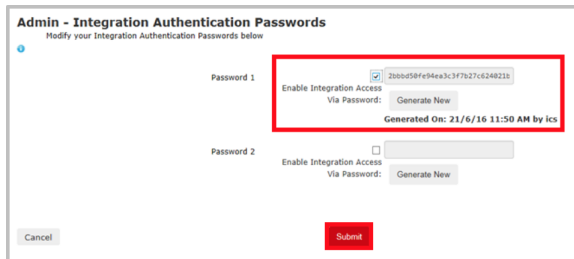 Admin - Integration Authentication Passwords
Modify your Integration Authentication Passwords below
Password 1
2bbbd50fe94ea3c3f7b27c624021b
Enable Integration Access
Via Password:
Generate New
Generated On: 21/6/16 11:50 AM by ics
Password 2
Enable Integration Access
Via Password:
Generate New
Cancel
Submit